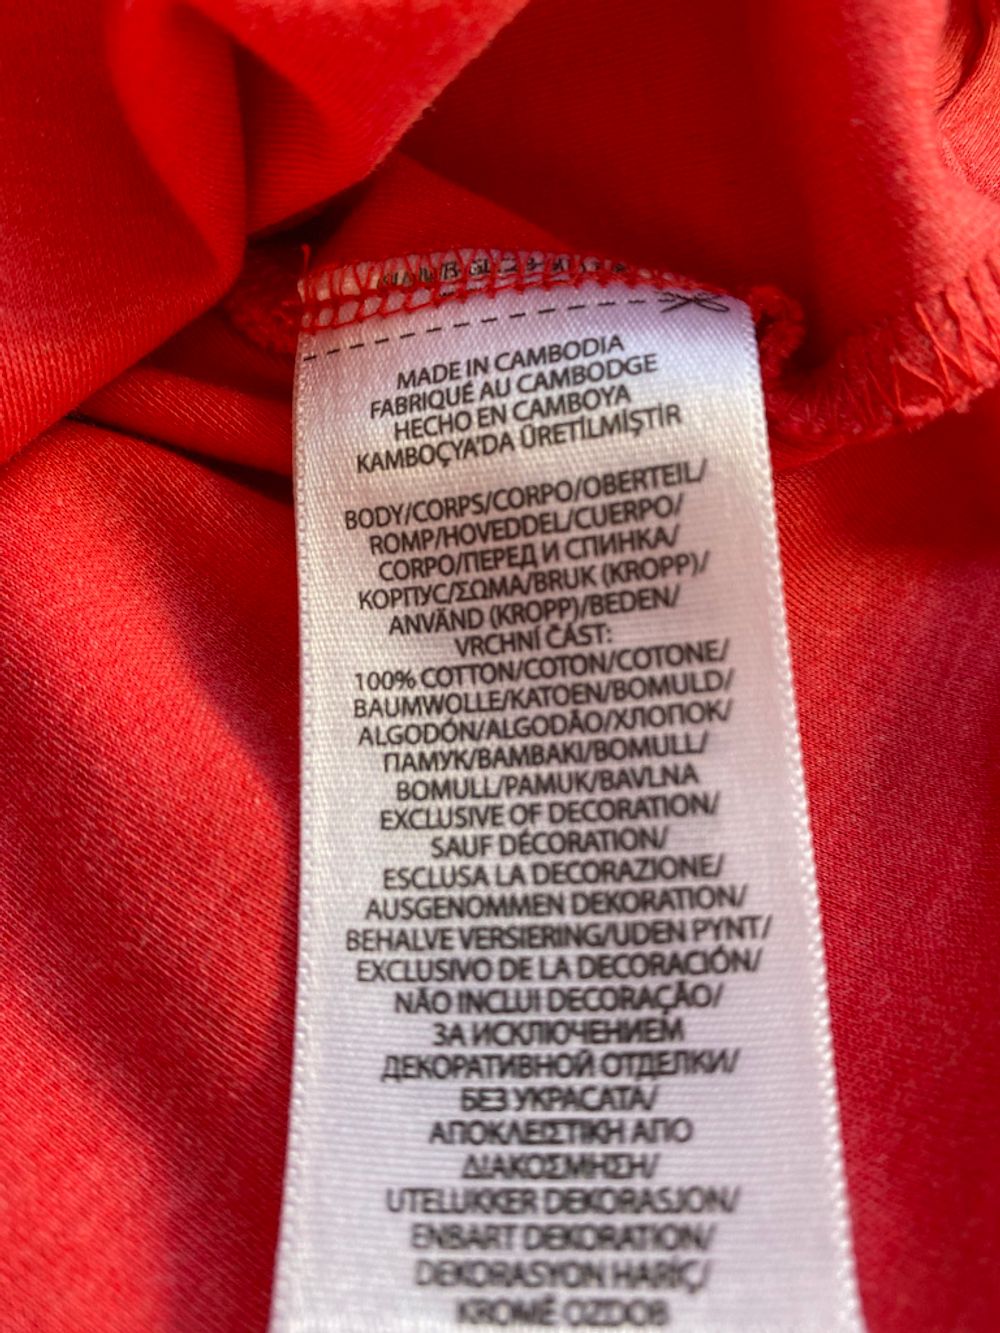 MADE IN CAMBODIA
FABRIQUÉ AU CAMBODGE
HECHO EN CAMBOYA
KAMBOÇYA'DA ÜRETİLMİŞTİR
BODY/CORPS/CORPO/OBERTEIL/
ROMP/HOVEDDEL/CUERPO/
CORPO/ПЕРЕД И СПИНКА/
КОРПУС/ΣΩΜΑ/BRUK (KROPP)/
ANVÄND (KROPP)/BEDEN/
VRCHNÍ ČÁST:
100% COTTON/COTON/COTONE/
BAUMWOLLE/KATOEN/BOMULD/
ALGODÓN/ALGODÃO/ХЛОПОК/
ПАМУК/BAMBAKI/BOMULL/
BOMULL/PAMUK/BAVLNA
EXCLUSIVE OF DECORATION/
SAUF DÉCORATION/
ESCLUSA LA DECORAZIONE/
AUSGENOMMEN DEKORATION/
BEHALVE VERSIERING/UDEN PYNT/
EXCLUSIVO DE LA DECORACIÓN/
NÃO INCLUI DECORAÇÃO/
ЗА ИСКЛЮЧЕНИЕМ
ДЕКОРАТИВНОЙ ОТДЕЛКИ/
БЕЗ УКРАСАТА/
ΑΠΟΚΛΕΙΣΤΙΚΗ ΑΠΟ
ΔΙΑΚΟΣΜΗΣΗ/
UTELUKKER DEKORASJON/
ENBART DEKORATION/
DEKORASYON HARİÇ/
KROMĚ OZDOB